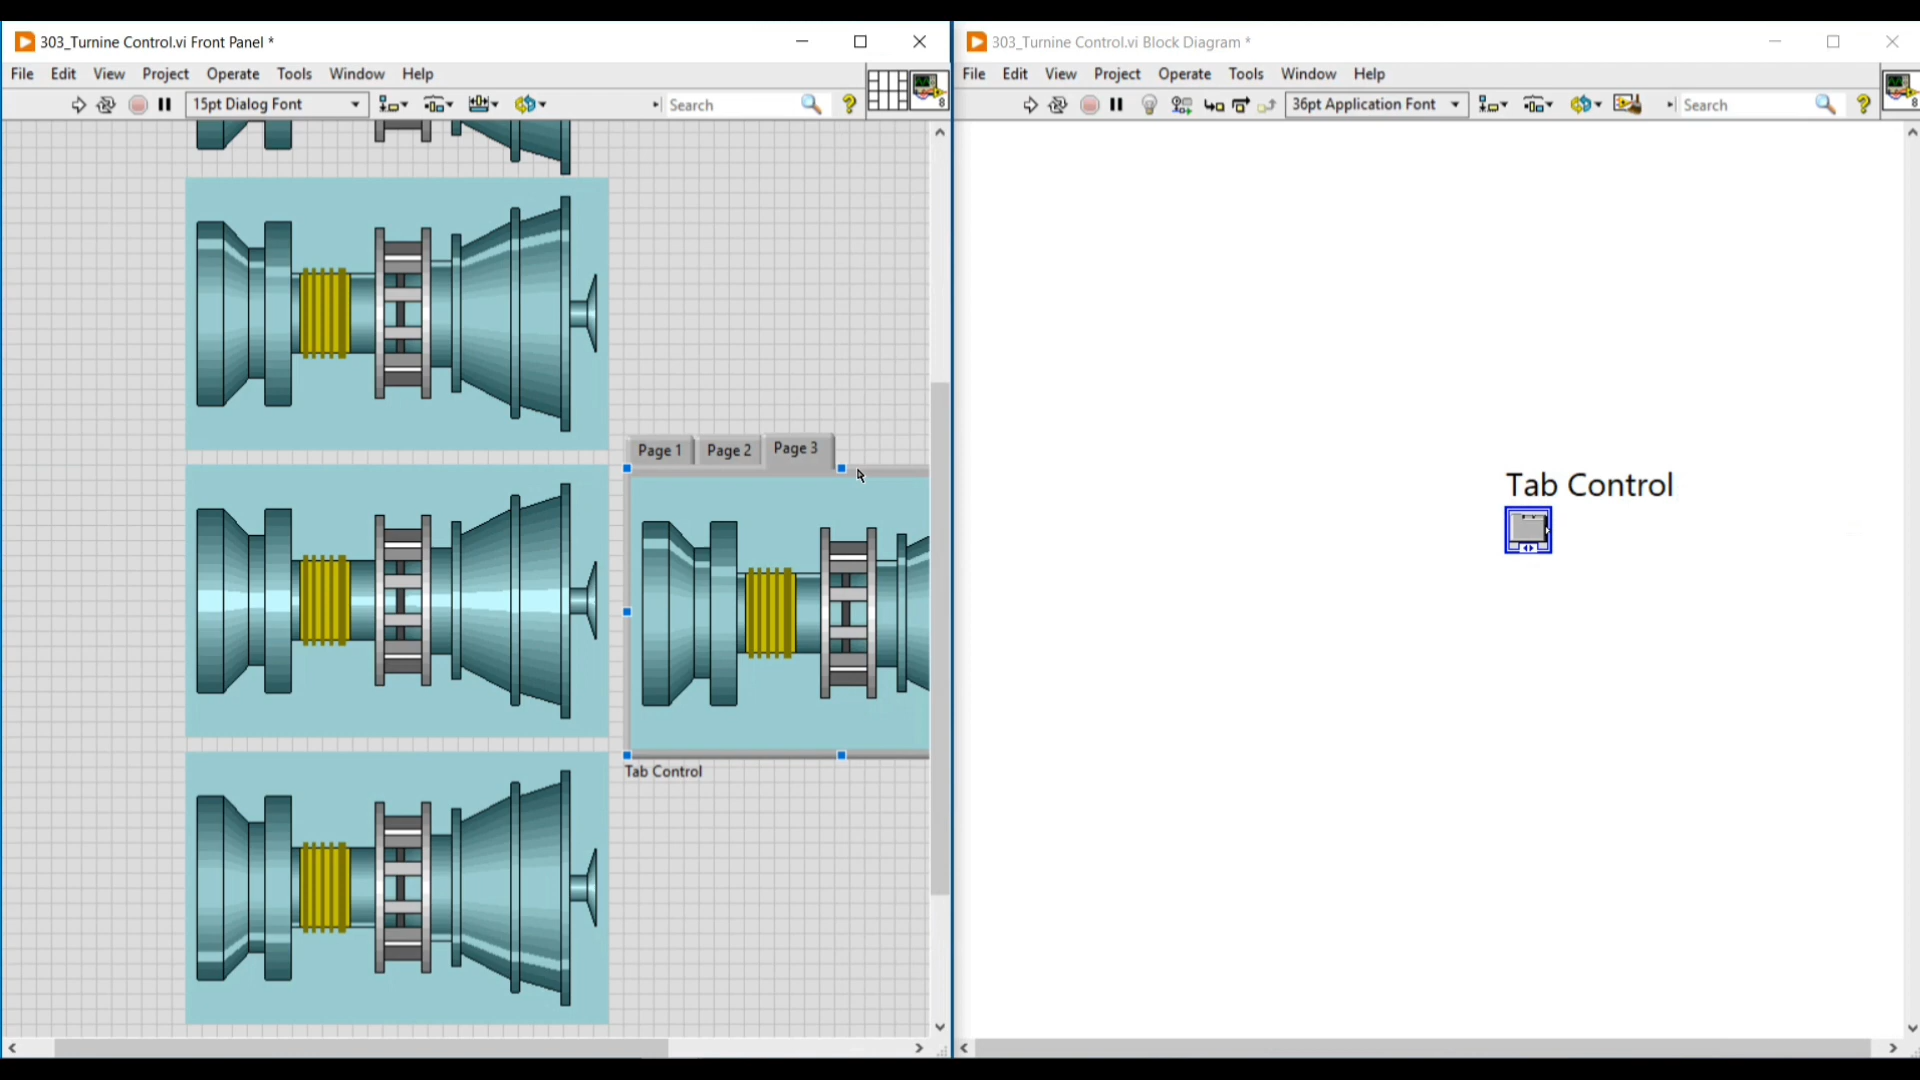 303_Turnine Control.vi Front Panel *
File Edit View Project Operate Tools Window Help
15pt Dialog Font
Search
?
8
Page 1 Page 2 Page 3
Tab Control
303_Turnine Control.vi Block Diagram *
File Edit View Project Operate Tools Window Help
36pt Application Font
Search
?
8
Tab Control